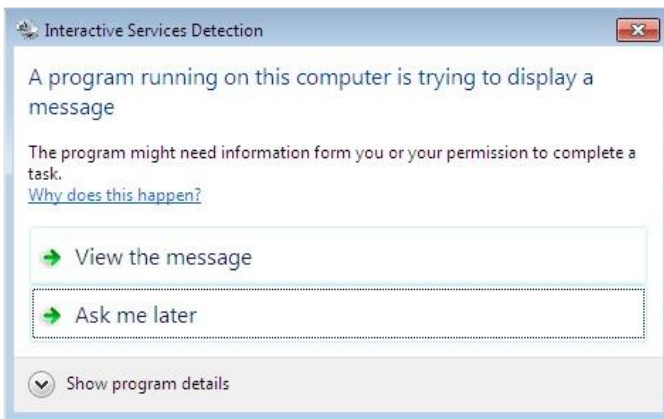 Interactive Services Detection
A program running on this computer is trying to display a
message
The program might need information form you or your permission to complete a
task.
Why does this happen?
View the message
Ask me later
Show program details